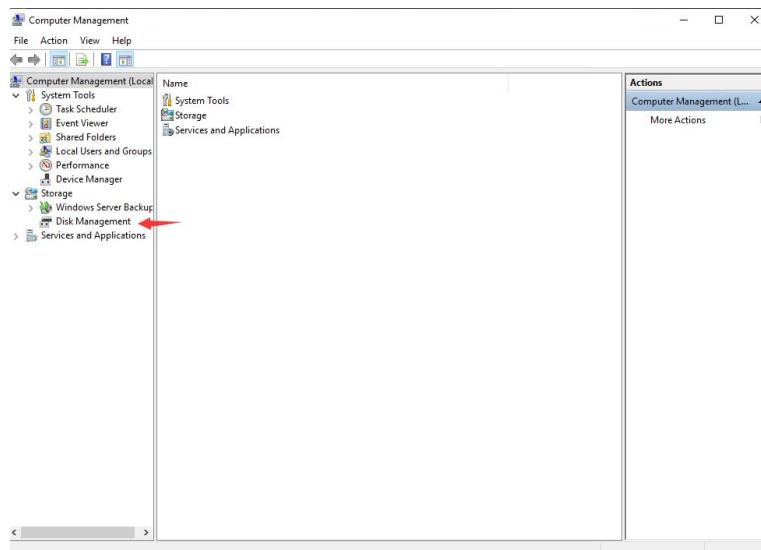 Computer Management
File Action View Help
Computer Management (Local
System Tools
Task Scheduler
Event Viewer
Shared Folders
Local Users and Groups
Performance
Device Manager
Storage
Windows Server Backup
Disk Management
Services and Applications
Name
System Tools
Storage
Services and Applications
Actions
Computer Management (L...
More Actions